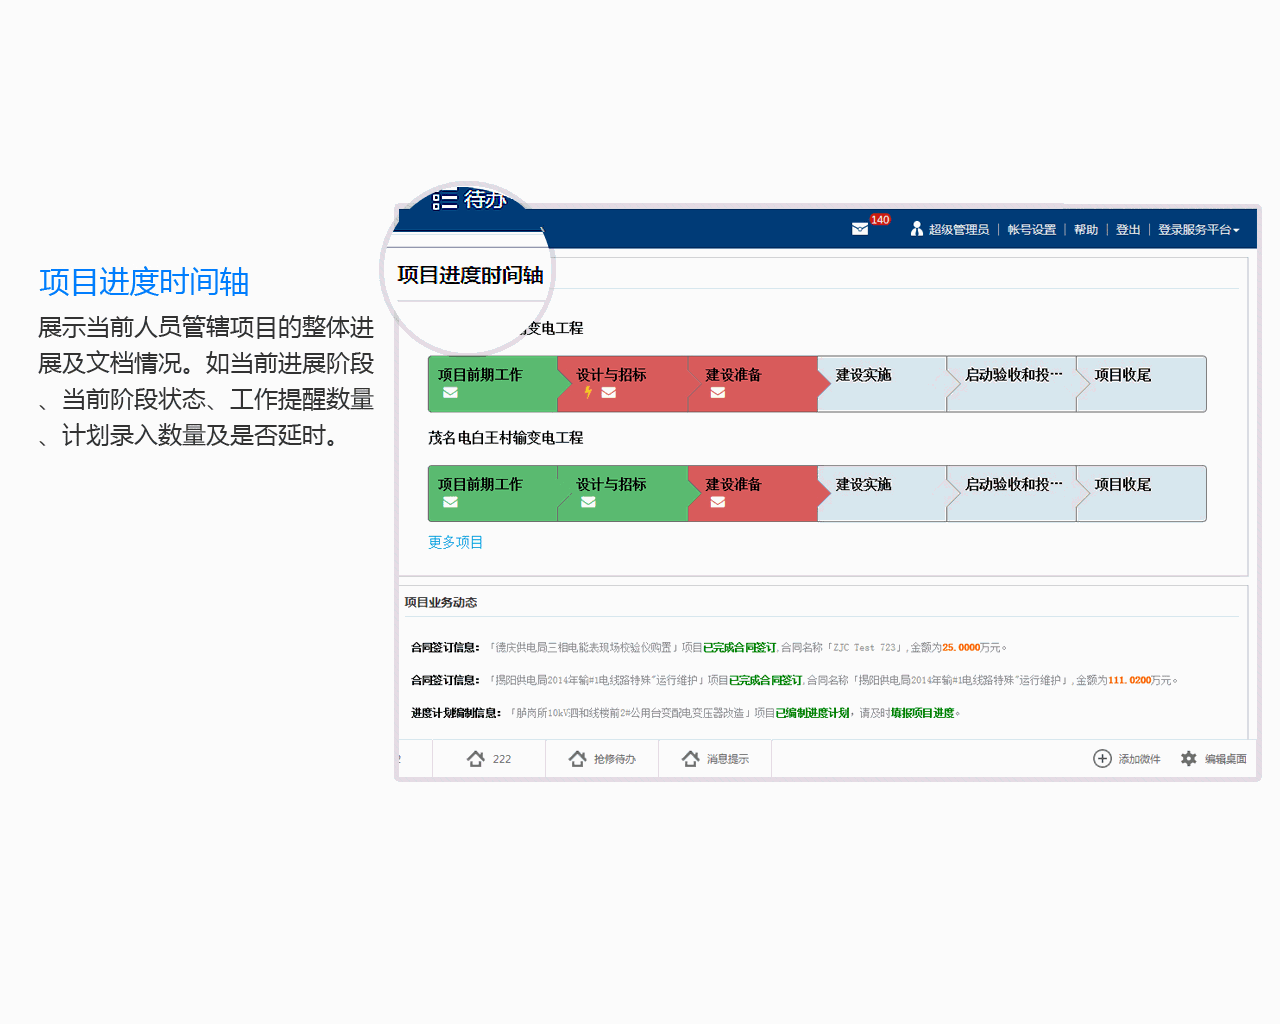 项目进度时间轴
展示当前人员管辖项目的整体进
展及文档情况。如当前进展阶段
、当前阶段状态、工作提醒数量
、计划录入数量及是否延时。
待办
140
超级管理员 | 帐号设置 | 帮助 | 登出 | 登录服务平台
项目进度时间轴
变电工程
项目前期工作 设计与招标 建设准备 建设实施 启动验收和投… 项目收尾
茂名电白王村输变电工程
项目前期工作 设计与招标 建设准备 建设实施 启动验收和投… 项目收尾
更多项目
项目业务动态
合同签订信息：「德庆供电局三相电能表现场校验仪购置」项目已完成合同签订,合同名称「ZJC Test 723」,金额为25.0000万元。
合同签订信息：「揭阳供电局2014年输#1电线路特殊"运行维护」项目已完成合同签订,合同名称「揭阳供电局2014年输#1电线路特殊"运行维护」,金额为111.0200万元。
进度计划编制信息：岗所10kV泗和线楼前2#公用台变配电变压器改造」项目已编制进度计划，请及时填报项目进度。
222 抢修待办 消息提示 添加微件 编辑桌面